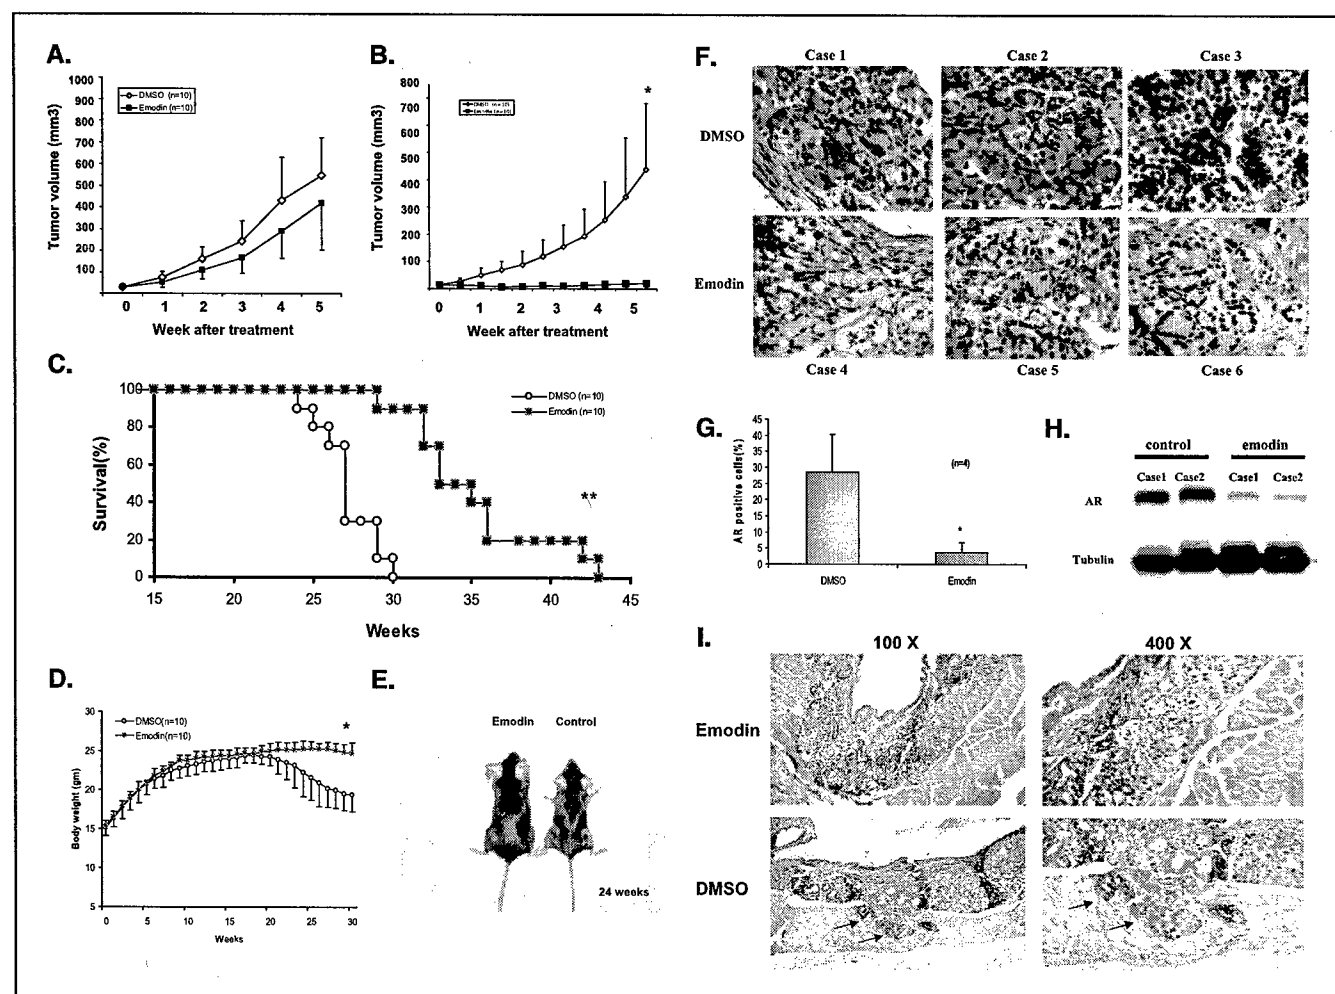 A.
Tumor volume (mm3)
1000
900
800
700
600
500
400
300
200
100
DMSO (n=10)
Emodin (n=10)
0 1 2 3 4 5
Week after treatment
B.
Tumor volume (mm3)
800
700
600
500
400
300
200
100
*
0 1 2 3 4 5
Week after treatment
C.
Survival(%)
100
80
60
40
20
0
DMSO (n=10)
Emodin (n=10)
**
15 20 25 30 35 40 45
Weeks
D.
Body weight (gm)
30
25
20
15
10
5
DMSO(n=10)
Emodin(n=10)
*
0 5 10 15 20 25 30
Weeks
E.
Emodin Control
24 weeks
F.
Case 1 Case 2 Case 3
DMSO
Emodin
Case 4 Case 5 Case 6
G.
AR positive cells(%)
45
40
35
30
25
20
15
10
5
0
(n=4)
*
DMSO Emodin
H.
control emodin
Case1 Case2 Case1 Case2
AR
Tubulin
I.
100 X 400 X
Emodin
DMSO